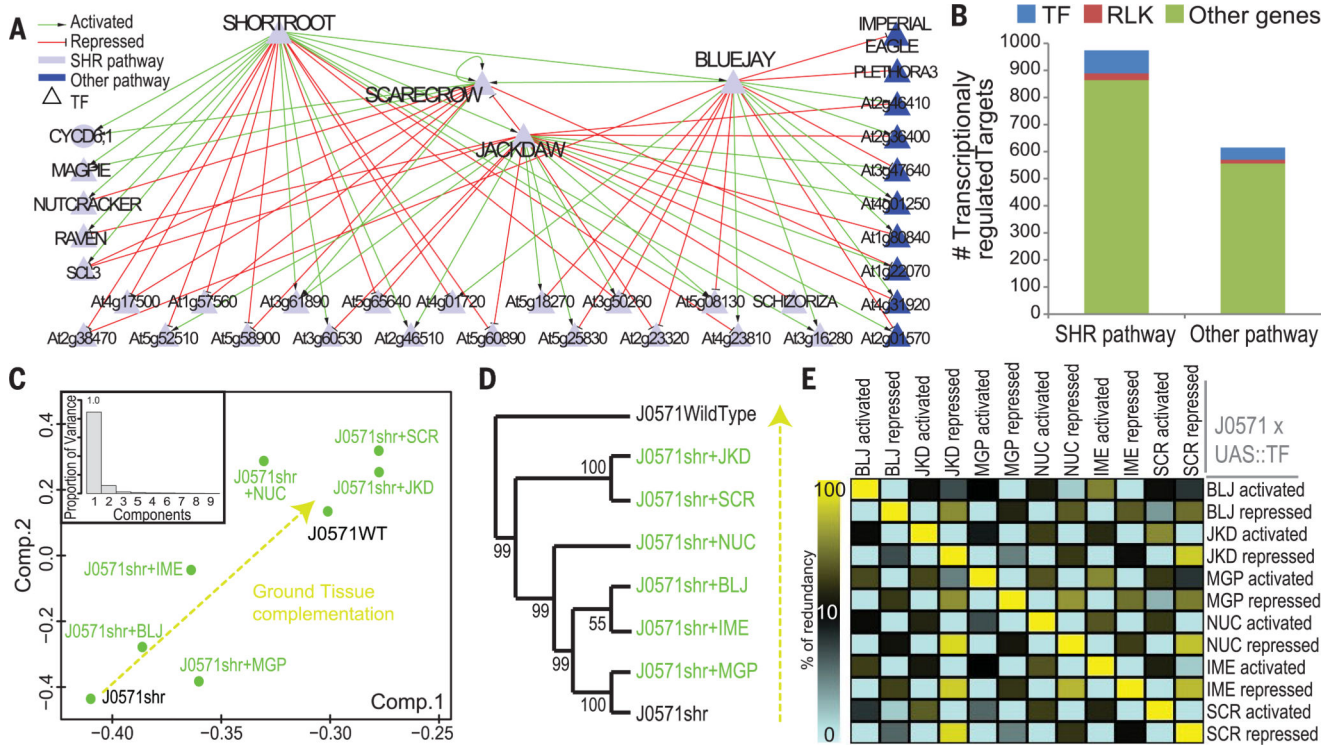 A
Activated
Repressed
SHR pathway
Other pathway
TF
SHORTROOT
SCARECROW
BLUEJAY
JACKDAW
IMPERIAL
EAGLE
PLETHORA3
At2g46410
At2g36400
At3g47640
At4g01250
At1g80840
At1g22070
At4g31920
At2g01570
CYCD6;1
MAGPIE
NUTCRACKER
RAVEN
SCL3
At4g17500
At1g57560
At3g61890
At5g65640
At4g01720
At5g18270
At3g50260
At5g08130
SCHIZORIZA
At2g38470
At5g52510
At5g58900
At3g60530
At2g46510
At5g60890
At5g25830
At2g23320
At4g23810
At3g16280
B
TF RLK Other genes
# Transcriptionaly
regulatedTargets
1000
900
800
700
600
500
400
300
200
100
0
SHR pathway Other pathway
C
Proportion of Variance
1.0
1 2 3 4 5 6 7 8 9
Components
Comp.2
0.4
0.2
0.0
−0.2
−0.4
J0571shr+SCR
J0571shr
+NUC
J0571shr+JKD
J0571WT
J0571shr+IME
Ground Tissue
complementation
J0571shr+BLJ
J0571shr+MGP
J0571shr
Comp.1
−0.40 −0.35 −0.30 −0.25
D
J0571WildType
J0571shr+JKD
J0571shr+SCR
J0571shr+NUC
J0571shr+BLJ
J0571shr+IME
J0571shr+MGP
J0571shr
100
99
99
55
99
100
E
BLJ activated
BLJ repressed
JKD activated
JKD repressed
MGP activated
MGP repressed
NUC activated
NUC repressed
IME activated
IME repressed
SCR activated
SCR repressed
J0571 x
UAS::TF
100
10
0
% of redundancy
BLJ activated
BLJ repressed
JKD activated
JKD repressed
MGP activated
MGP repressed
NUC activated
NUC repressed
IME activated
IME repressed
SCR activated
SCR repressed